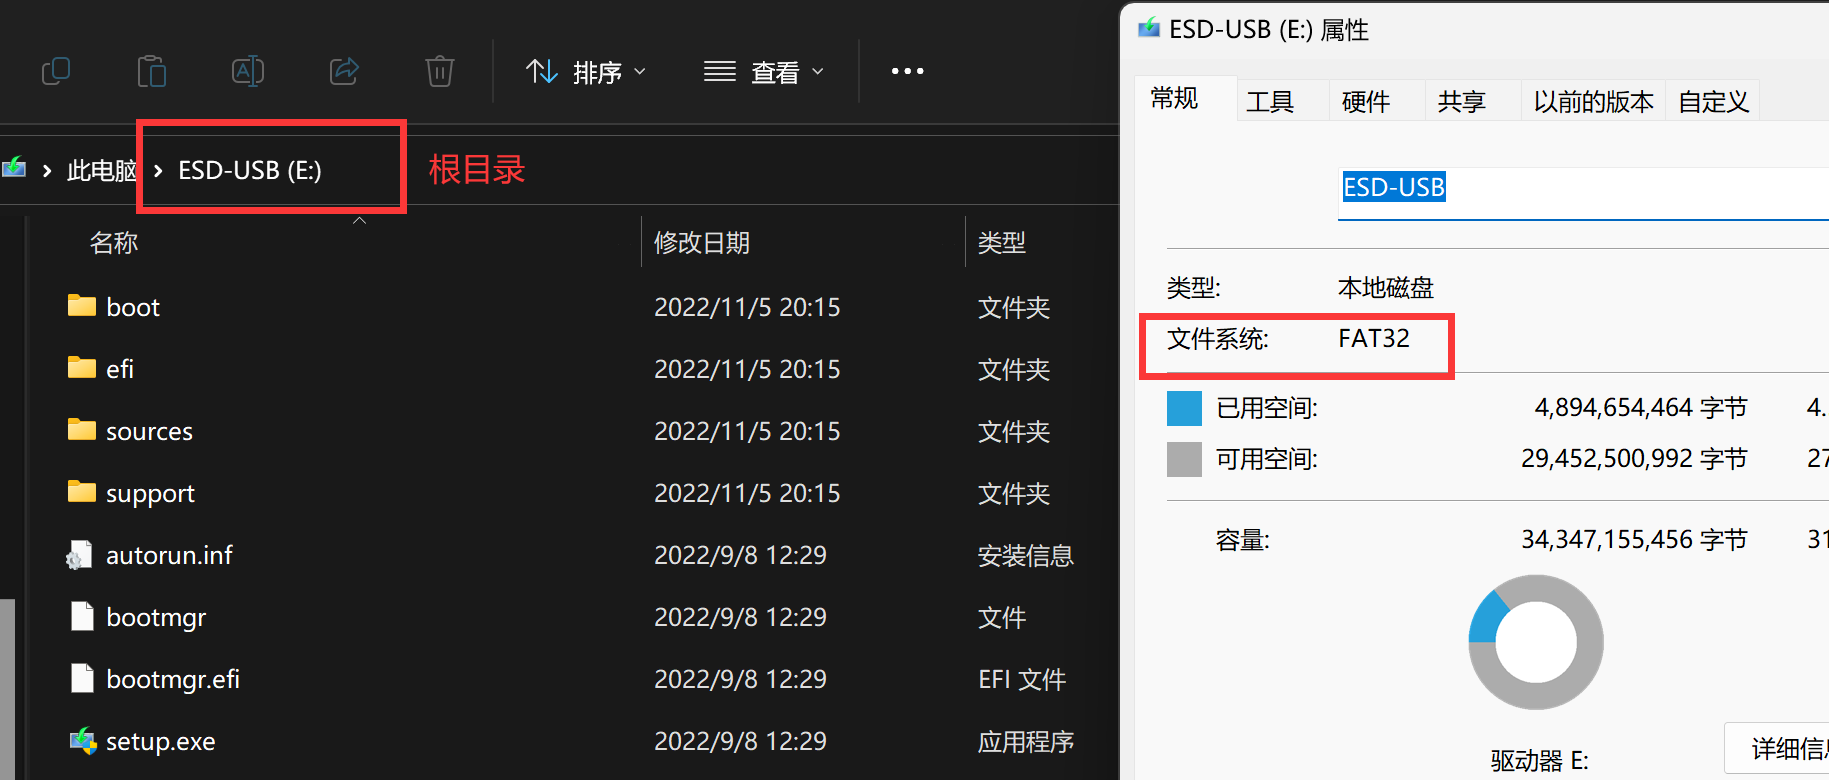 排序
查看
此电脑 › ESD-USB (E:)
根目录
名称
修改日期
类型
boot
2022/11/5 20:15
文件夹
efi
2022/11/5 20:15
文件夹
sources
2022/11/5 20:15
文件夹
support
2022/11/5 20:15
文件夹
autorun.inf
2022/9/8 12:29
安装信息
bootmgr
2022/9/8 12:29
文件
bootmgr.efi
2022/9/8 12:29
EFI 文件
setup.exe
2022/9/8 12:29
应用程序
ESD-USB (E:) 属性
常规
工具
硬件
共享
以前的版本
自定义
ESD-USB
类型:
本地磁盘
文件系统:
FAT32
已用空间:
4,894,654,464 字节
4.
可用空间:
29,452,500,992 字节
27
容量:
34,347,155,456 字节
31
驱动器 E:
详细信